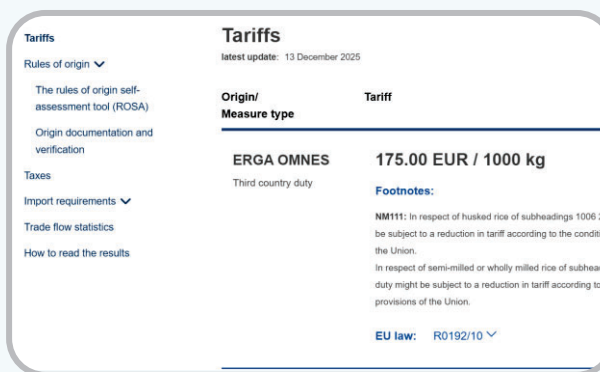 Tariffs
Rules of origin
The rules of origin self-
assessment tool (ROSA)
Origin documentation and
verification
Taxes
Import requirements
Trade flow statistics
How to read the results
Tariffs
latest update: 13 December 2025
Origin/
Measure type
Tariff
ERGA OMNES
Third country duty
175.00 EUR / 1000 kg
Footnotes:
NM111: In respect of husked rice of subheadings 1006
be subject to a reduction in tariff according to the
the Union.
In respect of semi-milled or wholly milled rice of
duty might be subject to a reduction in tariff according to
provisions of the Union.
EU law: R0192/10